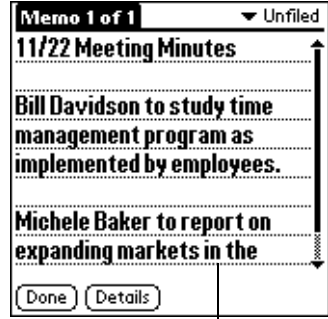 Memo 1 of 1 Unfiled
11/22 Meeting Minutes
Bill Davidson to study time
management program as
implemented by employees.
Michele Baker to report on
expanding markets in the
Done Details